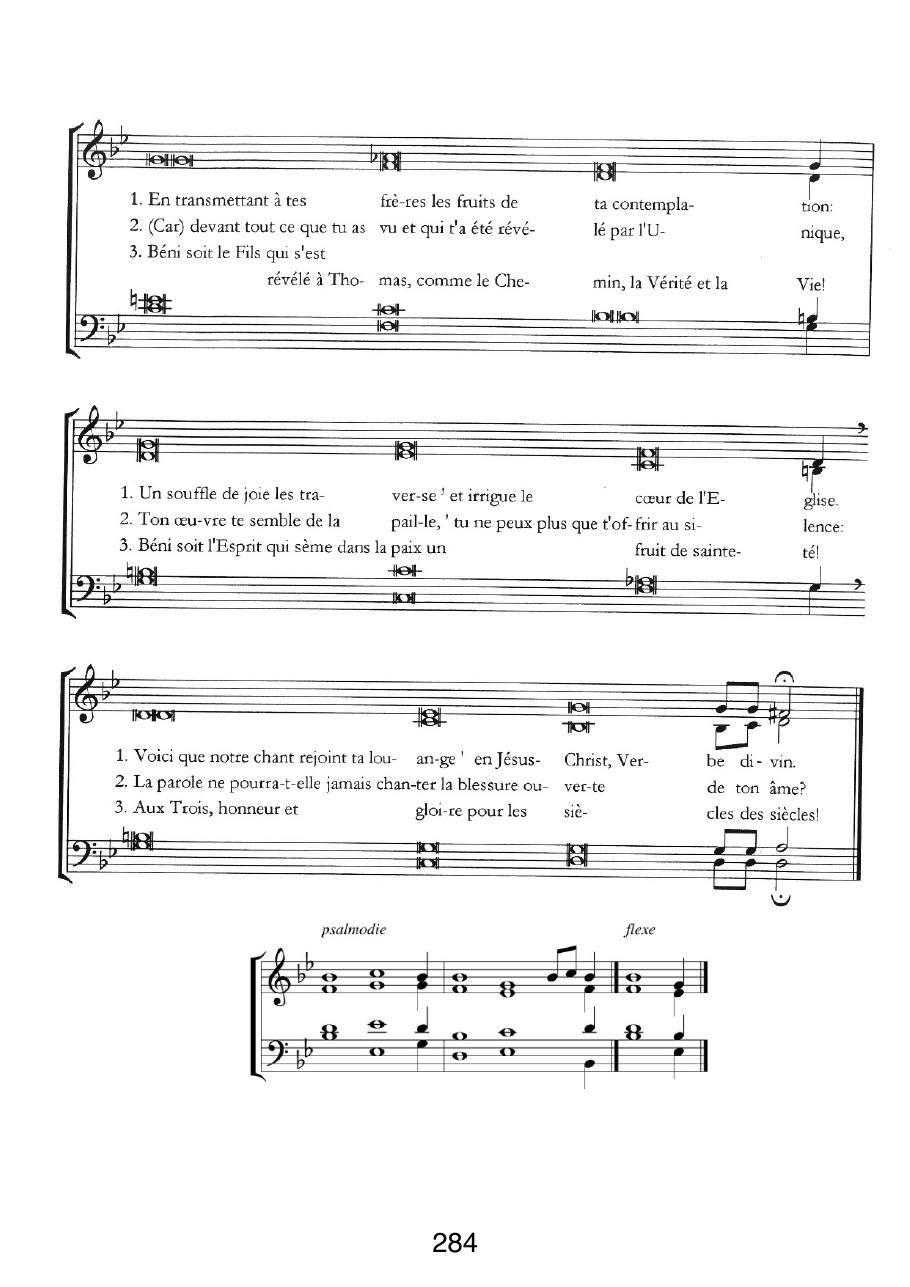 1. En transmettant à tes frè-res les fruits de ta contempla- tion:
2. (Car) devant tout ce que tu as vu et qui t'a été révé- lé par l'U- nique,
3. Béni soit le Fils qui s'est
révélé à Tho- mas, comme le Che- min, la Vérité et la Vie!
1. Un souffle de joie les tra- ver-se ' et irrigue le cœur de l'E- glise.
2. Ton œu-vre te semble de la pail-le, ' tu ne peux plus que t'of- frir au si- lence:
3. Béni soit l'Esprit qui sème dans la paix un fruit de sainte- té!
1. Voici que notre chant rejoint ta lou- an-ge ' en Jésus- Christ, Ver- be di - vin.
2. La parole ne pourra-t-elle jamais chan-ter la blessure ou- ver-te de ton âme?
3. Aux Trois, honneur et gloi-re pour les siè- cles des siècles!
psalmodie flexe
284